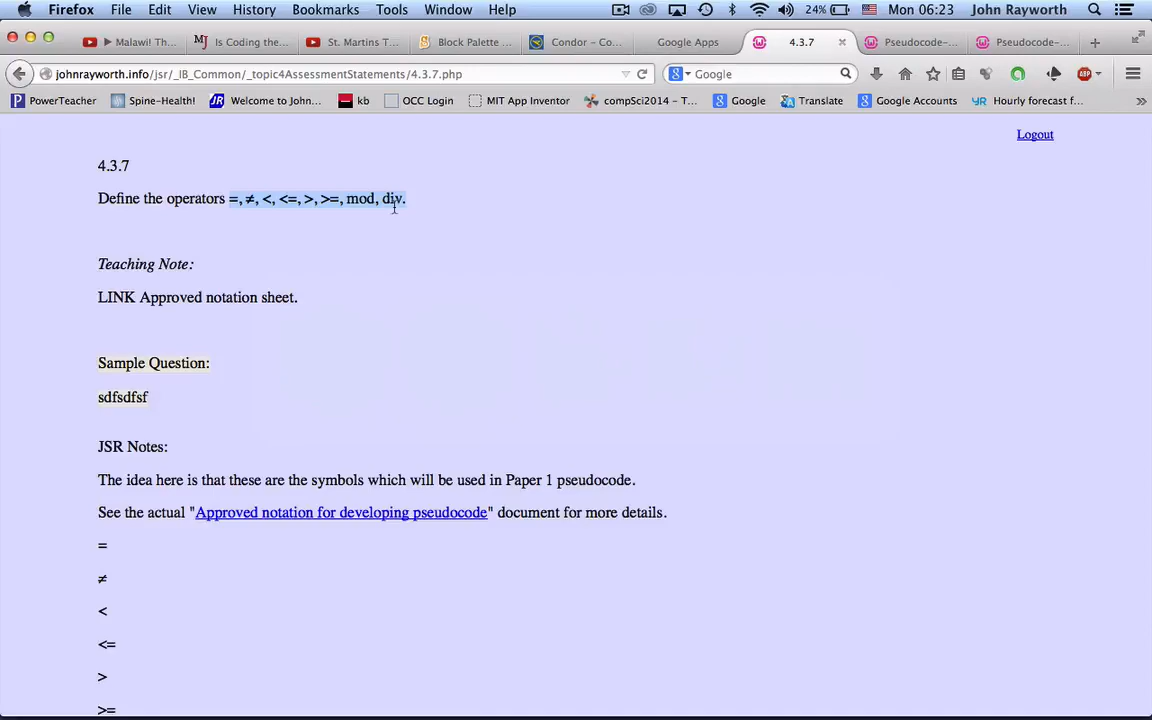 Firefox File Edit View History Bookmarks Tools Window Help 24% Mon 06:23 John Rayworth
▶ Malawi! Th... Is Coding the... St. Martins T... Block Palette ... Condor – Co... Google Apps 4.3.7 Pseudocode-... Pseudocode-...
johnrayworth.info/jsr/_IB_Common/_topic4AssessmentStatements/4.3.7.php Google
PowerTeacher Spine-Health! Welcome to John... kb OCC Login MIT App Inventor compSci2014 – T... Google Translate Google Accounts Hourly forecast f...
Logout
4.3.7
Define the operators =, ≠, <, <=, >, >=, mod, div.
Teaching Note:
LINK Approved notation sheet.
Sample Question:
sdfsdfsf
JSR Notes:
The idea here is that these are the symbols which will be used in Paper 1 pseudocode.
See the actual "Approved notation for developing pseudocode" document for more details.
=
≠
<
<=
>
>=